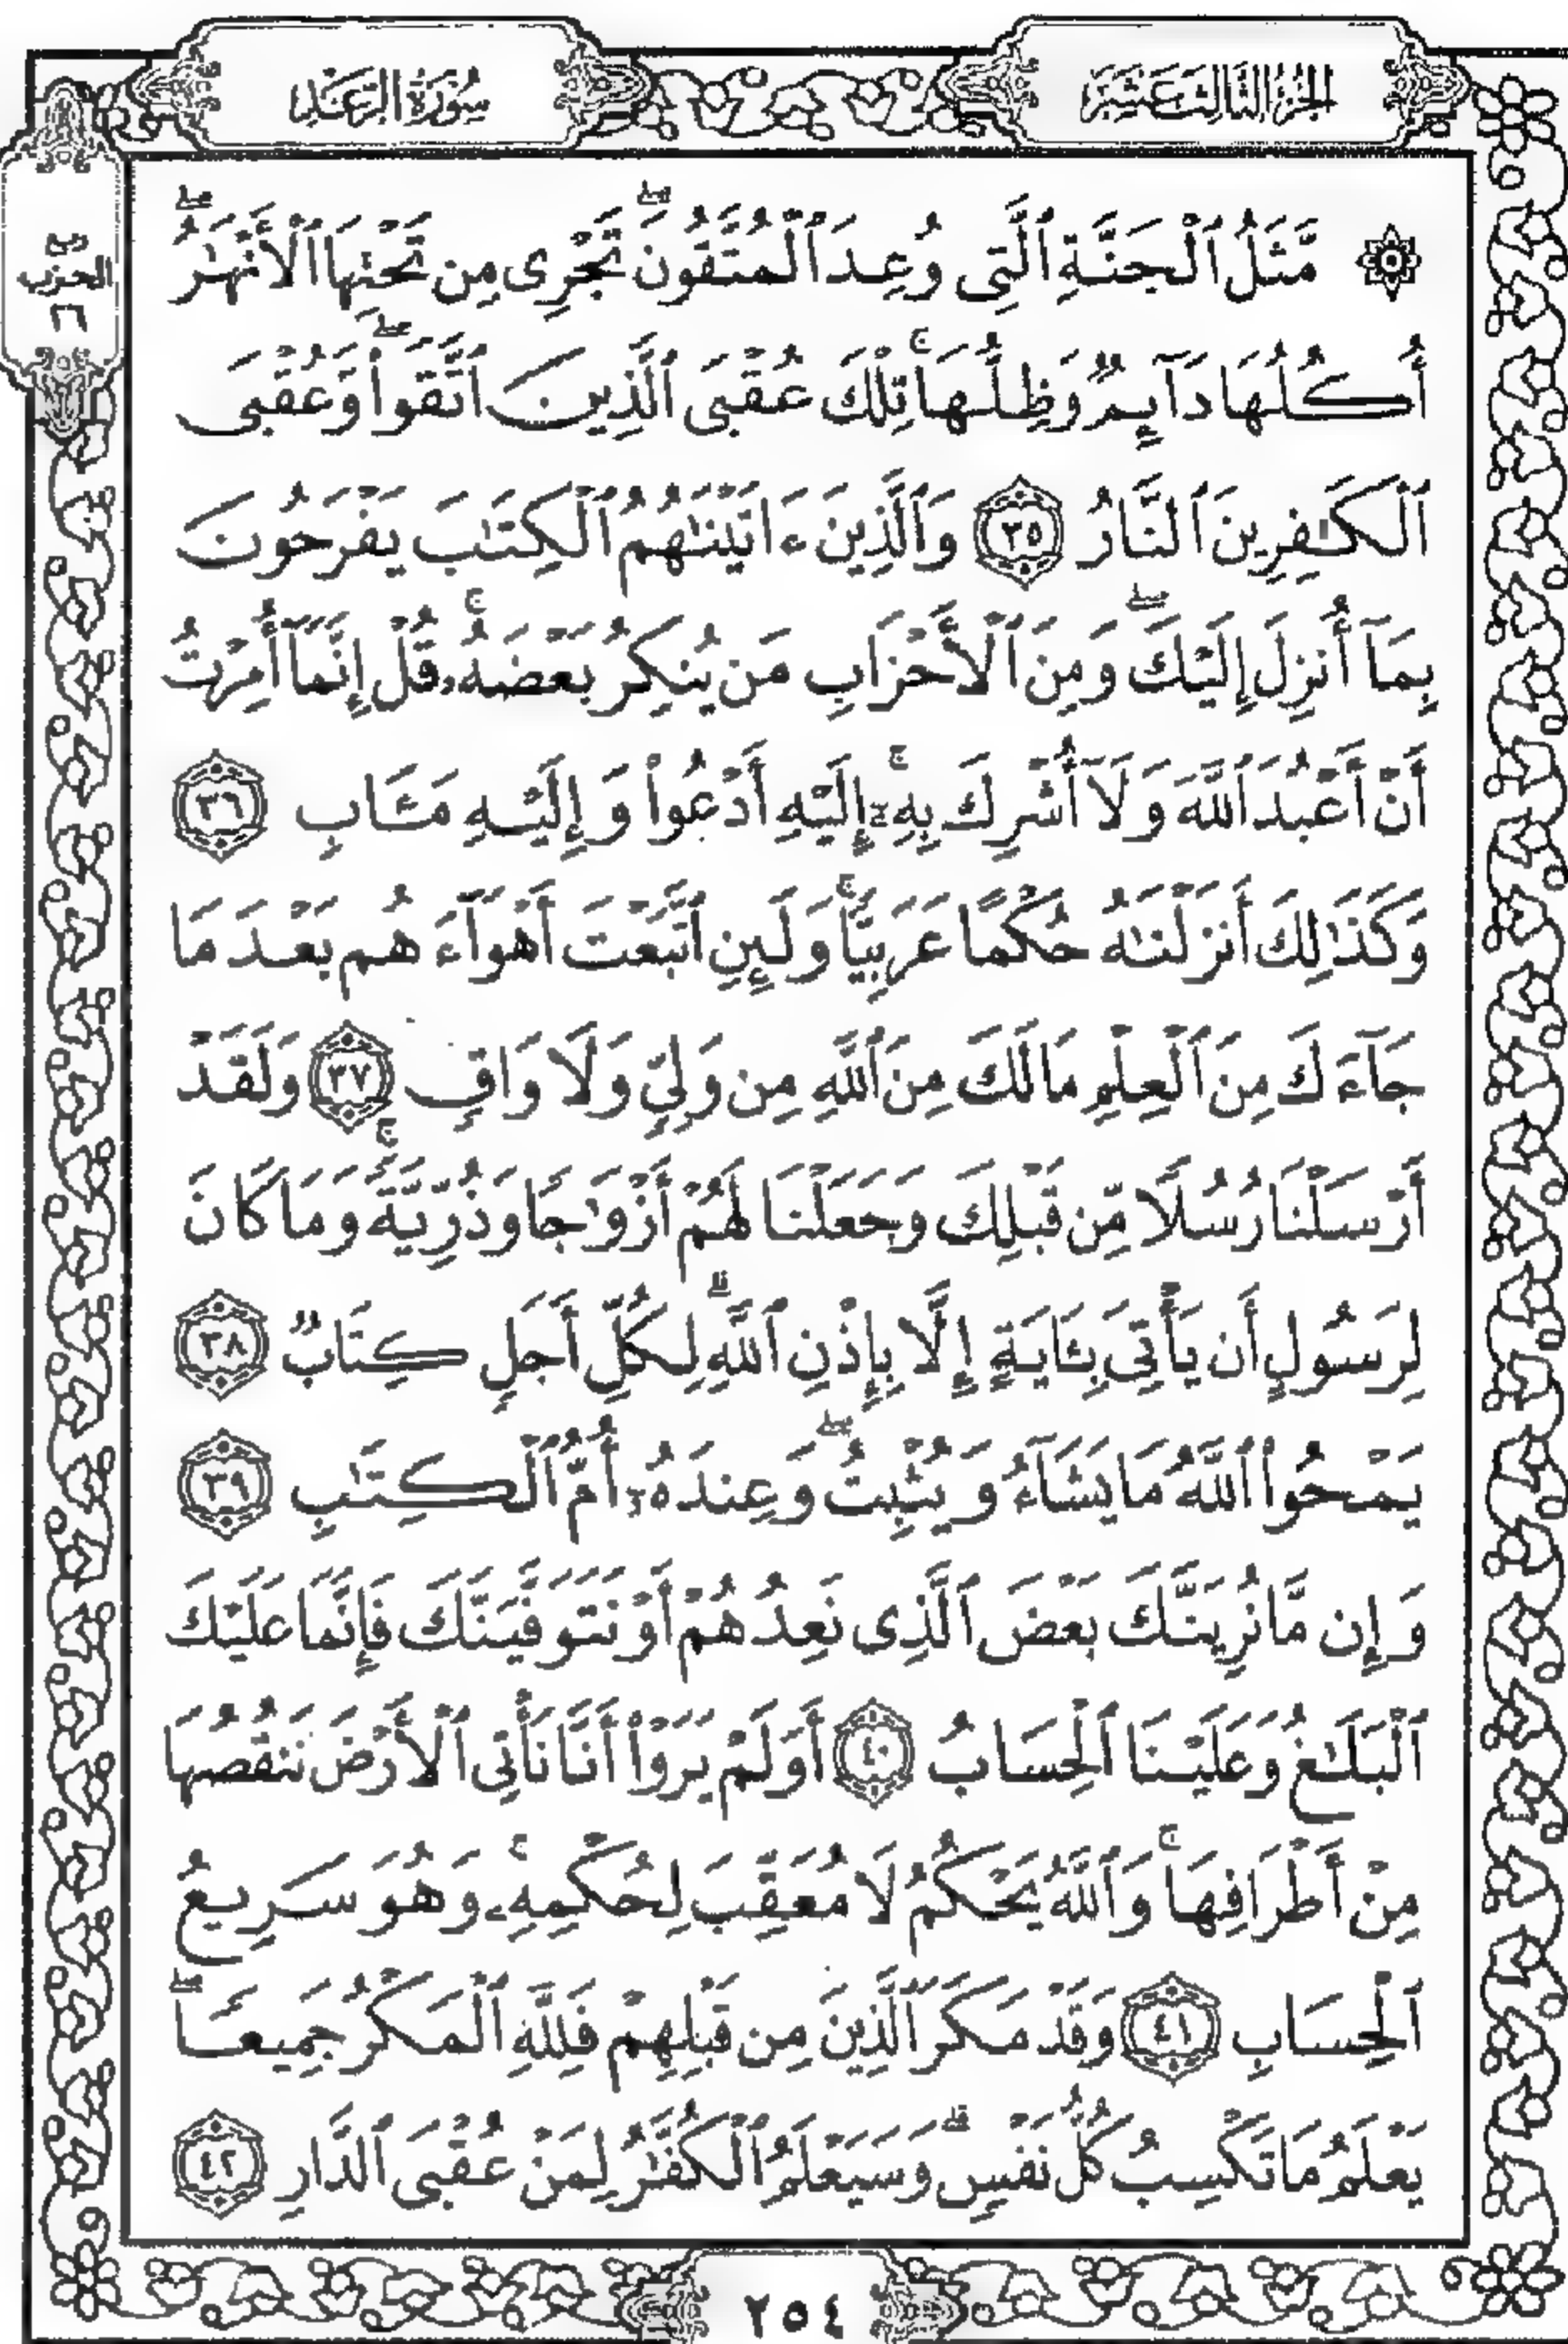 الجزء الثالث عشر
سورة الرعد
ربع
الحزب
٢٦
۞ مَّثَلُ ٱلْجَنَّةِ ٱلَّتِى وُعِدَ ٱلْمُتَّقُونَ ۖ تَجْرِى مِن تَحْتِهَا ٱلْأَنْهَٰرُ ۖ
أُكُلُهَا دَآئِمٌ وَظِلُّهَا ۚ تِلْكَ عُقْبَى ٱلَّذِينَ ٱتَّقَوا۟ ۖ وَّعُقْبَى
ٱلْكَٰفِرِينَ ٱلنَّارُ ٣٥ وَٱلَّذِينَ ءَاتَيْنَٰهُمُ ٱلْكِتَٰبَ يَفْرَحُونَ
بِمَآ أُنزِلَ إِلَيْكَ ۖ وَمِنَ ٱلْأَحْزَابِ مَن يُنكِرُ بَعْضَهُۥ ۚ قُلْ إِنَّمَآ أُمِرْتُ
أَنْ أَعْبُدَ ٱللَّهَ وَلَآ أُشْرِكَ بِهِۦٓ ۚ إِلَيْهِ أَدْعُوا۟ وَإِلَيْهِ مَـَٔابِ ٣٦
وَكَذَٰلِكَ أَنزَلْنَٰهُ حُكْمًا عَرَبِيًّا ۚ وَلَئِنِ ٱتَّبَعْتَ أَهْوَآءَهُم بَعْدَ مَا
جَآءَكَ مِنَ ٱلْعِلْمِ مَا لَكَ مِنَ ٱللَّهِ مِن وَلِىٍّ وَلَا وَاقٍ ٣٧ وَلَقَدْ
أَرْسَلْنَا رُسُلًا مِّن قَبْلِكَ وَجَعَلْنَا لَهُمْ أَزْوَٰجًا وَذُرِّيَّةً ۚ وَمَا كَانَ
لِرَسُولٍ أَن يَأْتِىَ بِـَٔايَةٍ إِلَّا بِإِذْنِ ٱللَّهِ ۗ لِكُلِّ أَجَلٍ كِتَابٌ ٣٨
يَمْحُوا۟ ٱللَّهُ مَا يَشَآءُ وَيُثْبِتُ ۖ وَعِندَهُۥٓ أُمُّ ٱلْكِتَٰبِ ٣٩
وَإِن مَّا نُرِيَنَّكَ بَعْضَ ٱلَّذِى نَعِدُهُمْ أَوْ نَتَوَفَّيَنَّكَ فَإِنَّمَا عَلَيْكَ
ٱلْبَلَٰغُ وَعَلَيْنَا ٱلْحِسَابُ ٤٠ أَوَلَمْ يَرَوْا۟ أَنَّا نَأْتِى ٱلْأَرْضَ نَنقُصُهَا
مِنْ أَطْرَافِهَا ۚ وَٱللَّهُ يَحْكُمُ لَا مُعَقِّبَ لِحُكْمِهِۦ ۚ وَهُوَ سَرِيعُ
ٱلْحِسَابِ ٤١ وَقَدْ مَكَرَ ٱلَّذِينَ مِن قَبْلِهِمْ فَلِلَّهِ ٱلْمَكْرُ جَمِيعًا ۖ
يَعْلَمُ مَا تَكْسِبُ كُلُّ نَفْسٍ ۗ وَسَيَعْلَمُ ٱلْكُفَّٰرُ لِمَنْ عُقْبَى ٱلدَّارِ ٤٢
٢٥٤